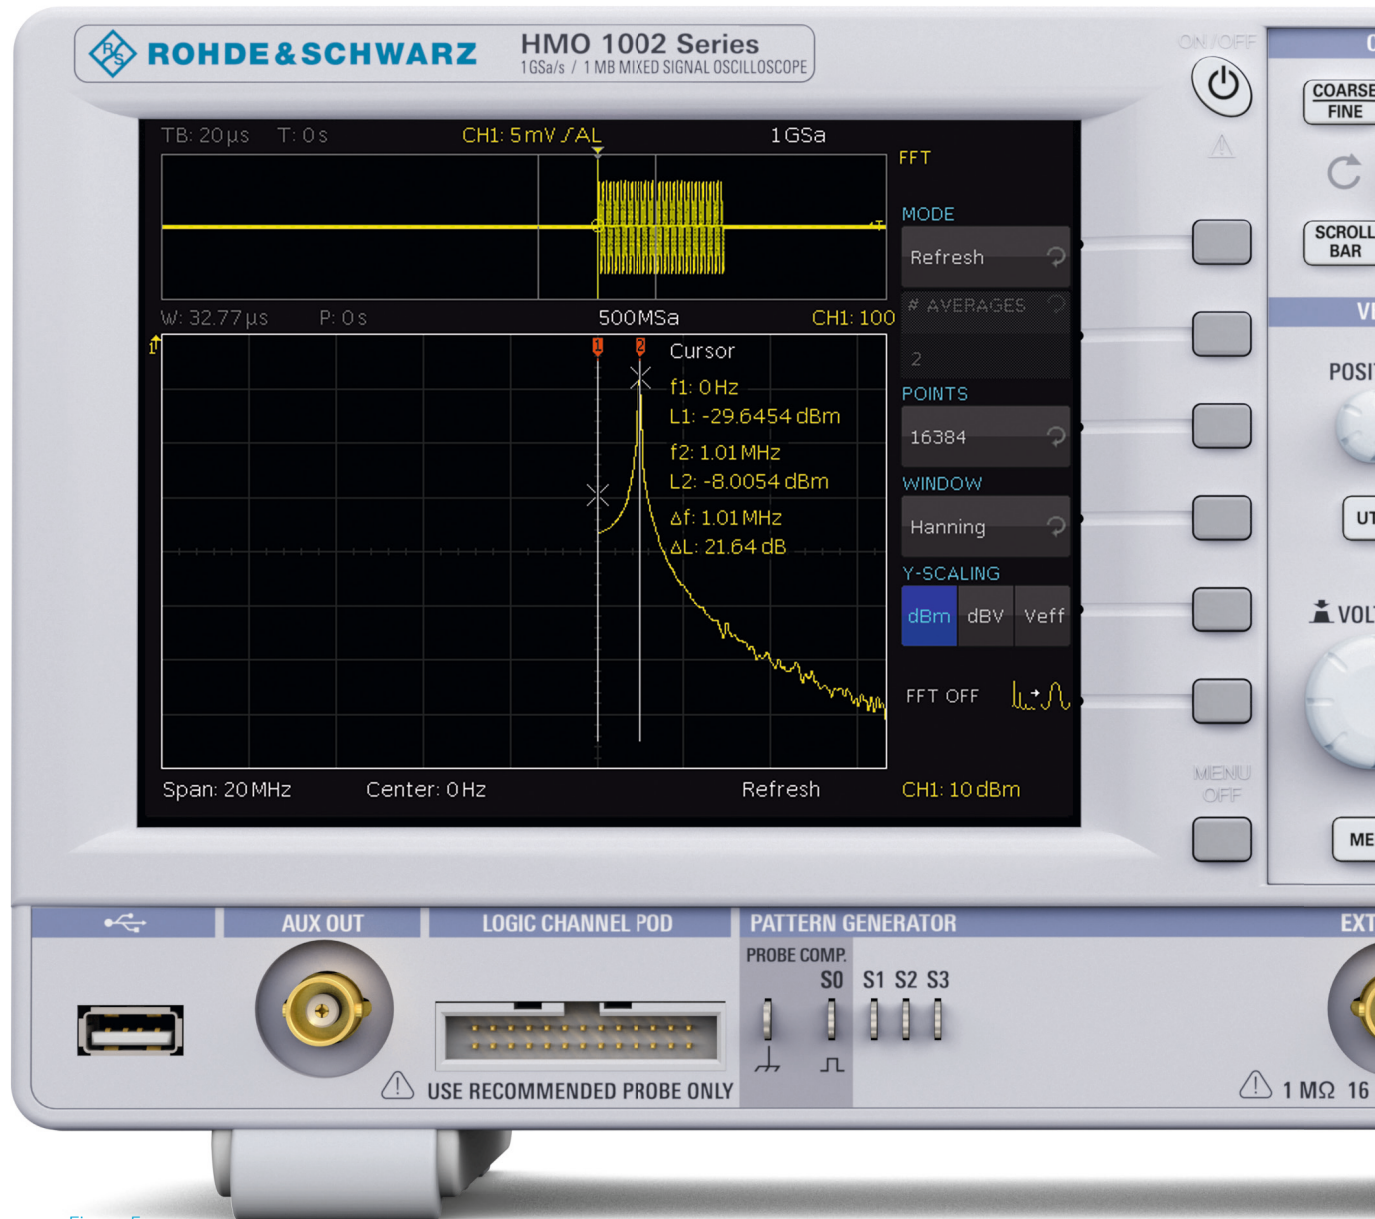 ROHDE&SCHWARZ
HMO 1002 Series
1 GSa/s / 1 MB MIXED SIGNAL OSCILLOSCOPE
ON/OFF
COARSE
FINE
SCROLL
BAR
TB: 20µs T: 0s CH1: 5mV AL 1GSa
FFT
MODE
Refresh
# AVERAGES
2
POINTS
16384
WINDOW
Hanning
Y-SCALING
dBm dBV Veff
FFT OFF
W: 32.77µs P: 0s 500MSa CH1: 100
1 2
Cursor
f1: 0Hz
L1: -29.6454 dBm
f2: 1.01MHz
L2: -8.0054 dBm
Δf: 1.01MHz
ΔL: 21.64 dB
Span: 20MHz Center: 0Hz Refresh CH1: 10dBm
MENU
OFF
AUX OUT
LOGIC CHANNEL POD
PATTERN GENERATOR
PROBE COMP.
S0 S1 S2 S3
USE RECOMMENDED PROBE ONLY
1 MΩ 16